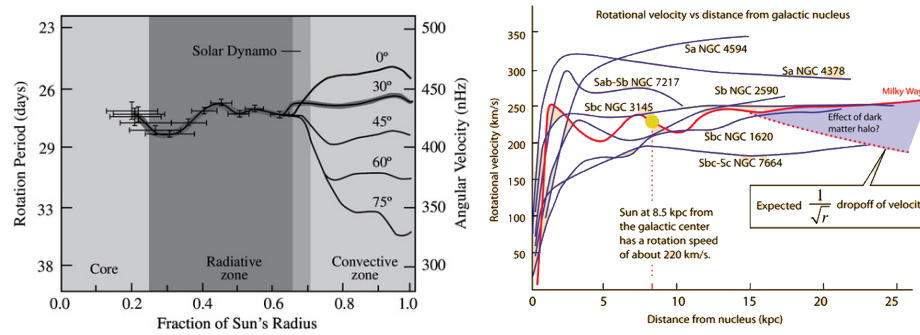 23
26
29
33
38
Rotation Period (days)
500
450
400
350
300
Angular Velocity (nHz)
Solar Dynamo
0º
30º
45º
60º
75º
Core
Radiative
zone
Convective
zone
0.0
0.2
0.4
0.6
0.8
1.0
Fraction of Sun's Radius
Rotational velocity vs distance from galactic nucleus
350
300
250
200
150
100
50
Rotational velocity (km/s)
Sa NGC 4594
Sa NGC 4378
Sab-Sb NGC 7217
Sb NGC 2590
Sbc NGC 3145
Milky Way
Effect of dark
matter halo?
Sbc NGC 1620
Sbc-Sc NGC 7664
Expected 1/√r dropoff of velocit
Sun at 8.5 kpc from
the galactic center
has a rotation speed
of about 220 km/s.
0
5
10
15
20
25
Distance from nucleus (kpc)